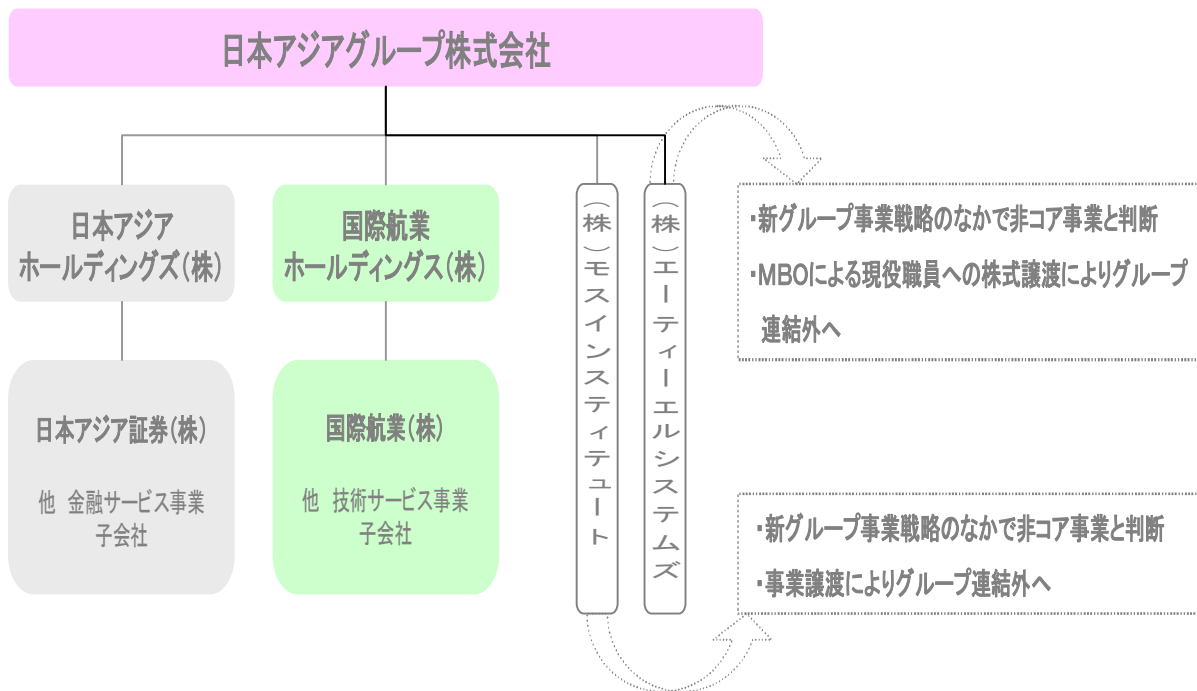 日本アジアグループ株式会社
日本アジア
ホールディングズ(株)
国際航業
ホールディングス(株)
日本アジア証券(株)
他 金融サービス事業
子会社
国際航業(株)
他 技術サービス事業
子会社
(株)モスインスティテュート
(株)エーティーエルシステムズ
・新グループ事業戦略のなかで非コア事業と判断
・MBOによる現役職員への株式譲渡によりグループ
連結外へ
・新グループ事業戦略のなかで非コア事業と判断
・事業譲渡によりグループ連結外へ